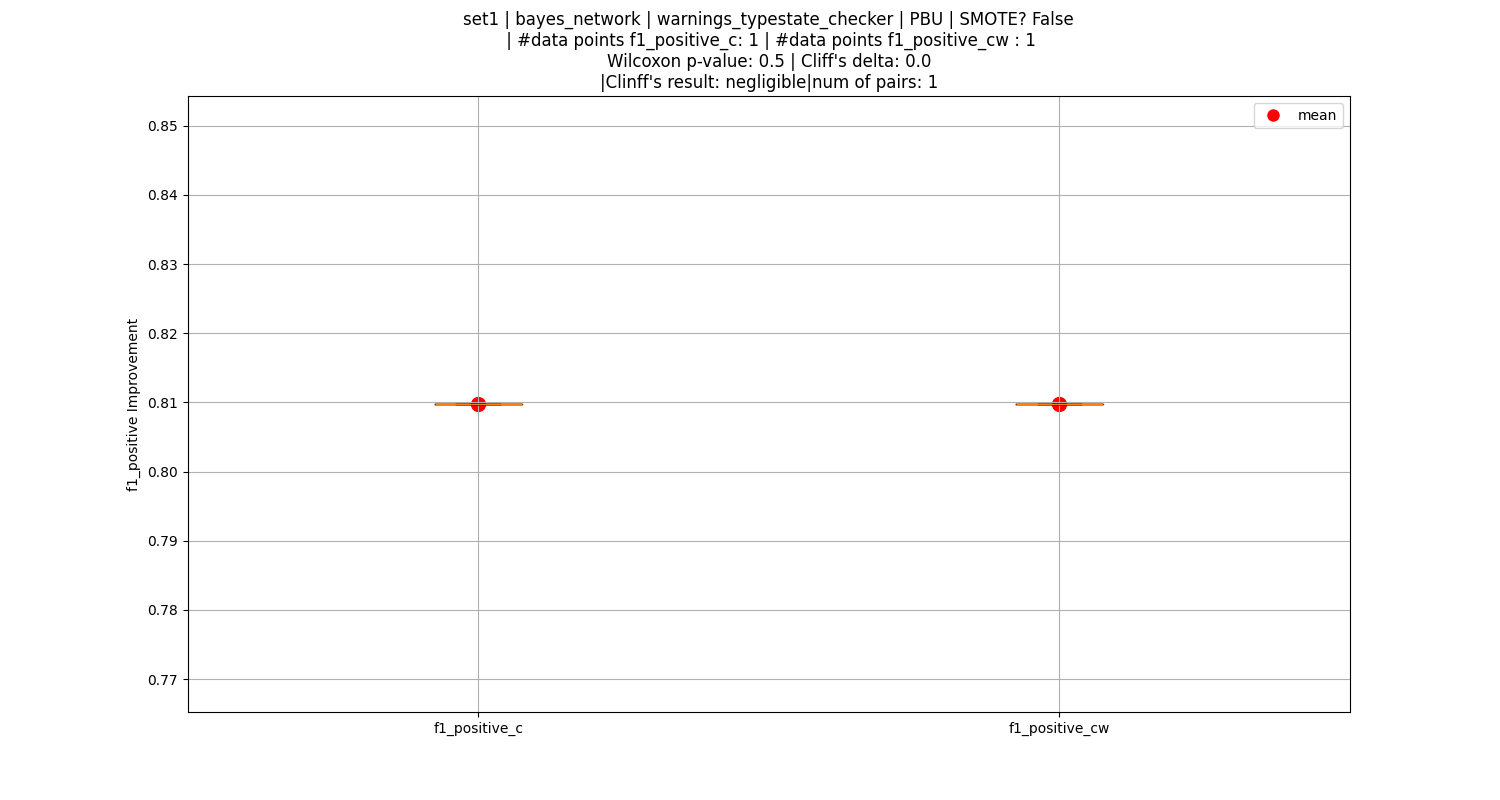 set1 | bayes_network | warnings_typestate_checker | PBU | SMOTE? False
| #data points f1_positive_c: 1 | #data points f1_positive_cw : 1
Wilcoxon p-value: 0.5 | Cliff's delta: 0.0
|Clinff's result: negligible|num of pairs: 1
mean
0.85
0.84
0.83
0.82
0.81
0.80
0.79
0.78
0.77
f1_positive Improvement
f1_positive_c
f1_positive_cw